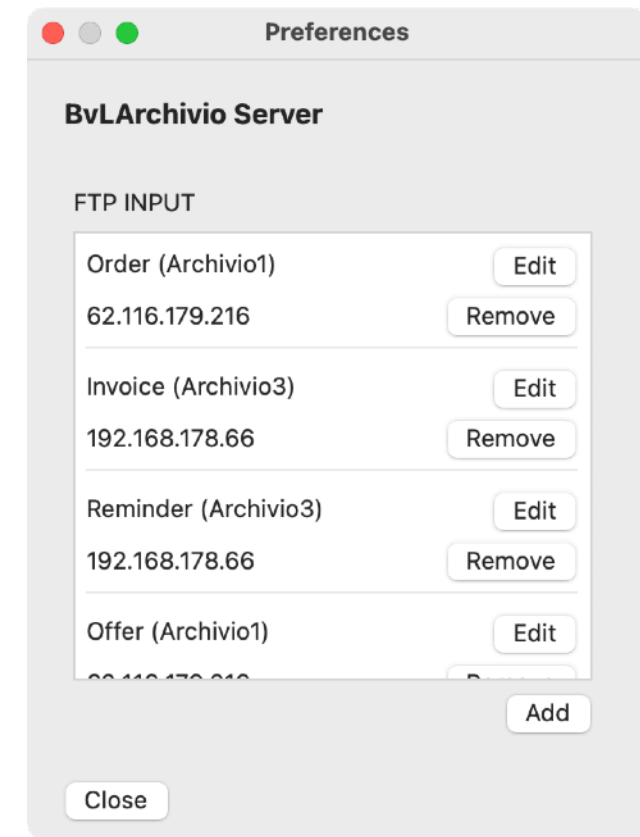 Preferences
BvLArchivio Server
FTP INPUT
Order (Archivio1) Edit
62.116.179.216 Remove
Invoice (Archivio3) Edit
192.168.178.66 Remove
Reminder (Archivio3) Edit
192.168.178.66 Remove
Offer (Archivio1) Edit
Add
Close